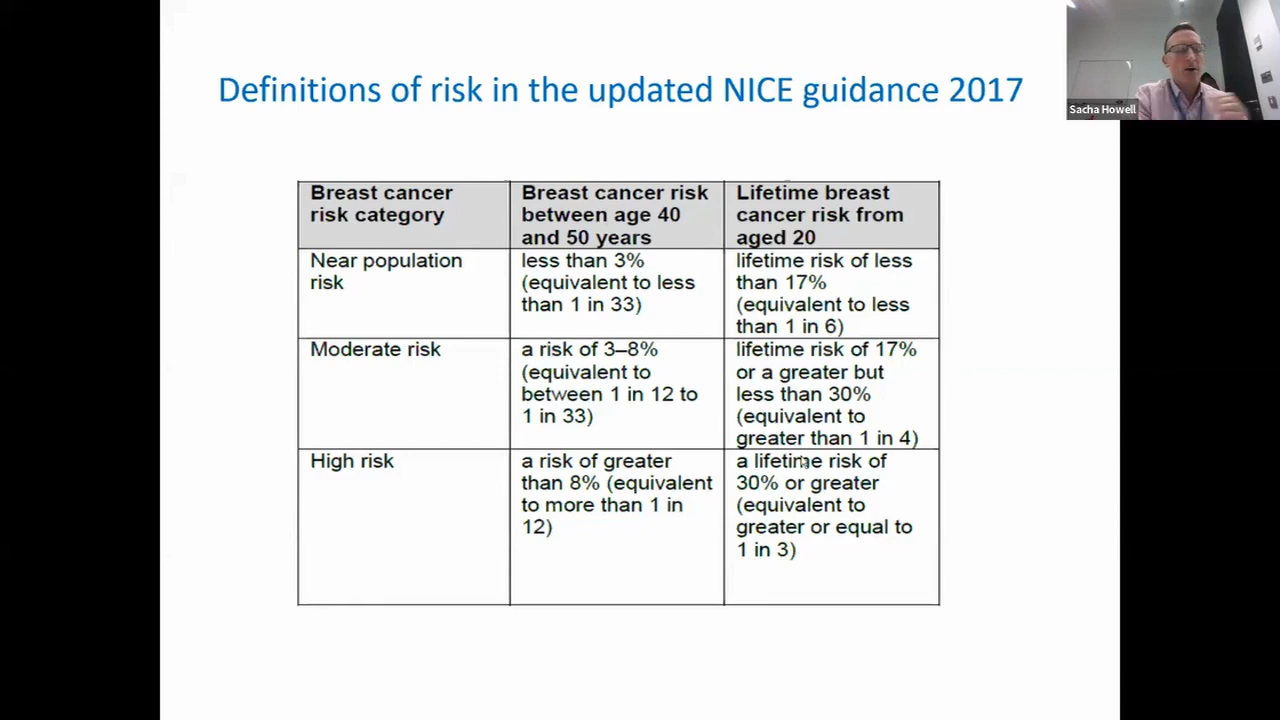 Definitions of risk in the updated NICE guidance 2017
Sacha Howell
Breast cancer
risk category
Breast cancer risk
between age 40
and 50 years
Lifetime breast
cancer risk from
aged 20
Near population
risk
less than 3%
(equivalent to less
than 1 in 33)
lifetime risk of less
than 17%
(equivalent to less
than 1 in 6)
Moderate risk
a risk of 3–8%
(equivalent to
between 1 in 12 to
1 in 33)
lifetime risk of 17%
or a greater but
less than 30%
(equivalent to
greater than 1 in 4)
High risk
a risk of greater
than 8% (equivalent
to more than 1 in
12)
a lifetime risk of
30% or greater
(equivalent to
greater or equal to
1 in 3)